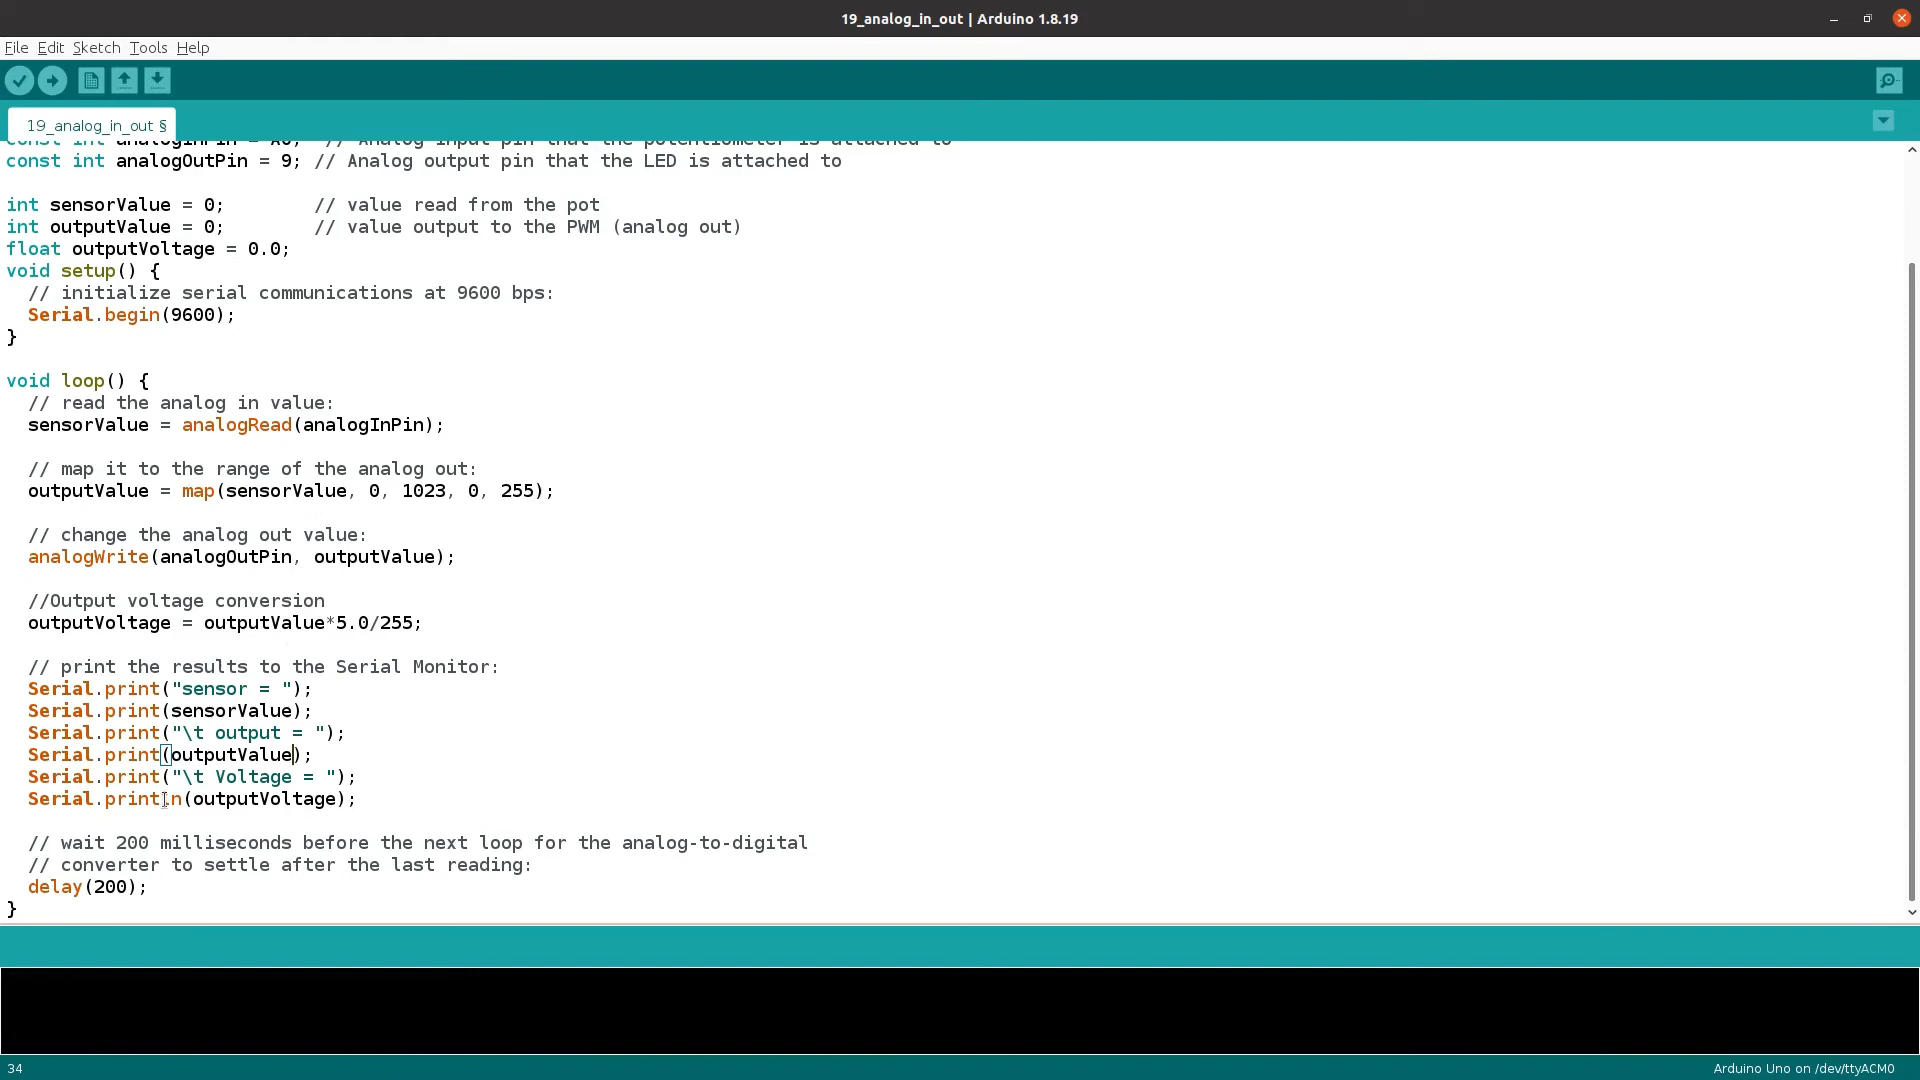 19_analog_in_out | Arduino 1.8.19
File Edit Sketch Tools Help
19_analog_in_out §
const int analogInPin = A0; // Analog input pin that the potentiometer is attached to
const int analogOutPin = 9; // Analog output pin that the LED is attached to
int sensorValue = 0; // value read from the pot
int outputValue = 0; // value output to the PWM (analog out)
float outputVoltage = 0.0;
void setup() {
// initialize serial communications at 9600 bps:
Serial.begin(9600);
}
void loop() {
// read the analog in value:
sensorValue = analogRead(analogInPin);
// map it to the range of the analog out:
outputValue = map(sensorValue, 0, 1023, 0, 255);
// change the analog out value:
analogWrite(analogOutPin, outputValue);
//Output voltage conversion
outputVoltage = outputValue*5.0/255;
// print the results to the Serial Monitor:
Serial.print("sensor = ");
Serial.print(sensorValue);
Serial.print("\t output = ");
Serial.print(outputValue);
Serial.print("\t Voltage = ");
Serial.println(outputVoltage);
// wait 200 milliseconds before the next loop for the analog-to-digital
// converter to settle after the last reading:
delay(200);
}
34
Arduino Uno on /dev/ttyACM0